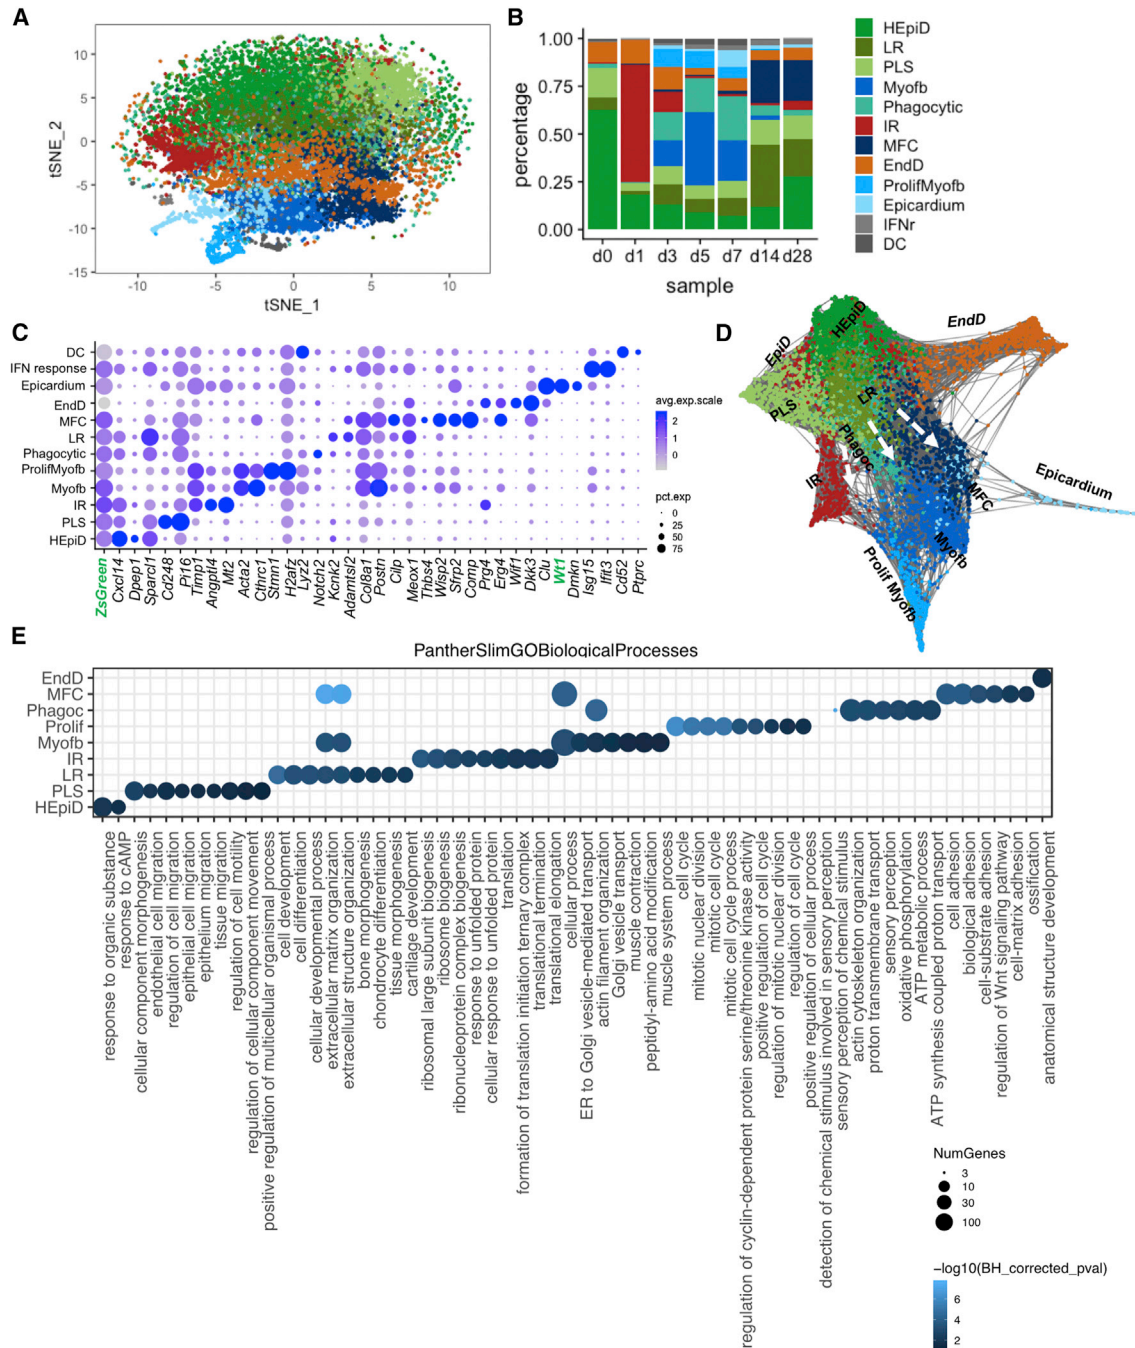 A
10
5
0
-5
-10
-15
-10
-5
0
5
10
tSNE_2
tSNE_1
B
1.00
0.75
0.50
0.25
0.00
percentage
d0 d1 d3 d5 d7 d14 d28
sample
HEpiD
LR
PLS
Myofb
Phagocytic
IR
MFC
EndD
ProlifMyofb
Epicardium
IFNr
DC
C
DC
IFN response
Epicardium
EndD
MFC
LR
Phagocytic
ProlifMyofb
Myofb
IR
PLS
HEpiD
ZsGreen
Cxcl14
Dpep1
Sparcl1
Cd248
Pi16
Timp1
Angptl4
Mt2
Acta2
Cthrc1
Stmn1
H2afz
Lyz2
Notch2
Kcnk2
Adamtsl2
Col8a1
Postn
Cilp
Meox1
Thbs4
Wisp2
Sfrp2
Comp
Prg4
Erg4
Wif1
Dkk3
Clu
Wt1
Dmkn
Isg15
Ifit3
Cd52
Ptprc
avg.exp.scale
2
1
0
pct.exp
0
25
50
75
D
HEpiD
EndD
EpiD
PLS
LR
Phagoc
IR
MFC
Epicardium
Myofb
Prolif Myofb
E
PantherSlimGOBiologicalProcesses
EndD
MFC
Phagoc
Prolif
Myofb
IR
LR
PLS
HEpiD
response to organic substance
response to cAMP
cellular component morphogenesis
endothelial cell migration
regulation of cell migration
epithelial cell migration
epithelium migration
tissue migration
regulation of cell motility
regulation of cellular component movement
positive regulation of multicellular organismal process
cell development
cell differentiation
cellular developmental process
extracellular matrix organization
extracellular structure organization
bone morphogenesis
chondrocyte differentiation
tissue morphogenesis
cartilage development
ribosomal large subunit biogenesis
ribosome biogenesis
ribonucleoprotein complex biogenesis
response to unfolded protein
cellular response to unfolded protein
translation
formation of translation initiation ternary complex
translational termination
translational elongation
cellular process
ER to Golgi vesicle-mediated transport
actin filament organization
Golgi vesicle transport
muscle contraction
peptidyl-amino acid modification
muscle system process
cell cycle
mitotic nuclear division
mitotic cell cycle
mitotic cell cycle process
regulation of cyclin-dependent protein serine/threonine kinase activity
positive regulation of cell cycle
regulation of mitotic nuclear division
regulation of cell cycle
positive regulation of cellular process
detection of chemical stimulus involved in sensory perception
sensory perception of chemical stimulus
actin cytoskeleton organization
proton transmembrane transport
sensory perception
oxidative phosphorylation
ATP metabolic process
ATP synthesis coupled proton transport
cell adhesion
biological adhesion
cell-substrate adhesion
regulation of Wnt signaling pathway
cell-matrix adhesion
ossification
anatomical structure development
NumGenes
3
10
30
100
−log10(BH_corrected_pval)
6
4
2